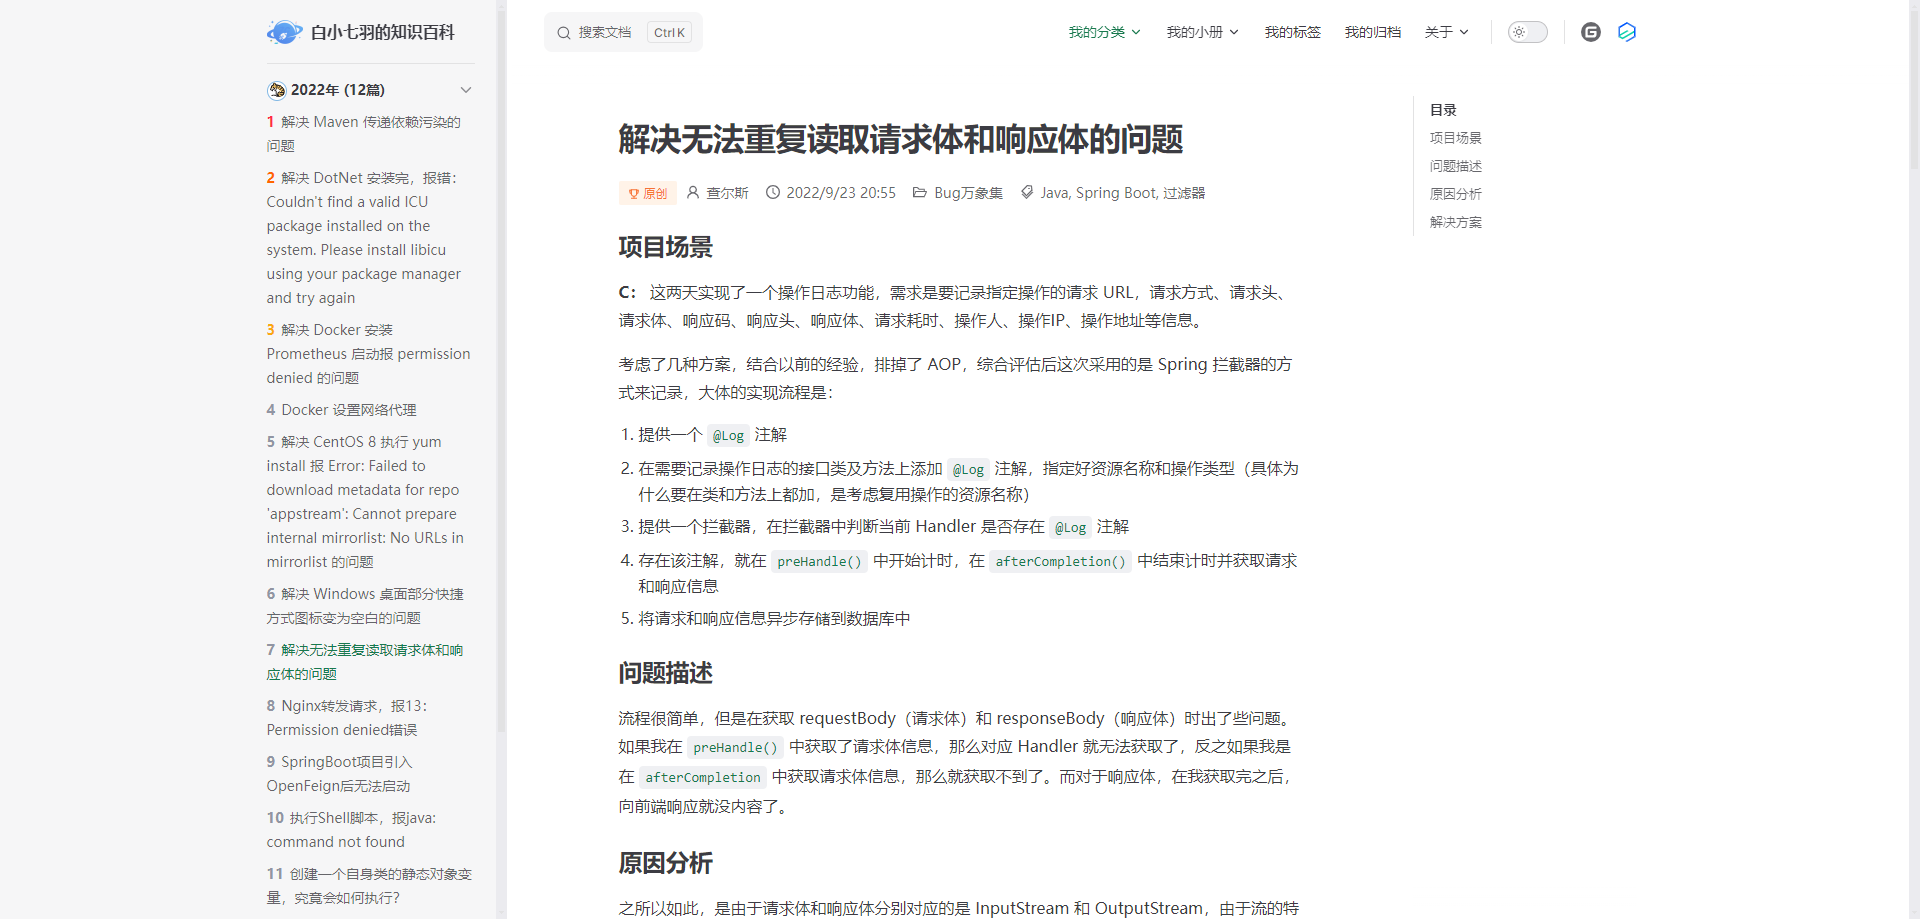 白小七羽的知识百科
搜索文档 Ctrl K
我的分类 我的小册 我的标签 我的归档 关于
2022年 (12篇)
1 解决 Maven 传递依赖污染的
问题
2 解决 DotNet 安装完，报错：
Couldn't find a valid ICU
package installed on the
system. Please install libicu
using your package manager
and try again
3 解决 Docker 安装
Prometheus 启动报 permission
denied 的问题
4 Docker 设置网络代理
5 解决 CentOS 8 执行 yum
install 报 Error: Failed to
download metadata for repo
'appstream': Cannot prepare
internal mirrorlist: No URLs in
mirrorlist 的问题
6 解决 Windows 桌面部分快捷
方式图标变为空白的问题
7 解决无法重复读取请求体和响
应体的问题
8 Nginx转发请求，报13：
Permission denied错误
9 SpringBoot项目引入
OpenFeign后无法启动
10 执行Shell脚本，报java:
command not found
11 创建一个自身类的静态对象变
量，究竟会如何执行？
解决无法重复读取请求体和响应体的问题
原创 查尔斯 2022/9/23 20:55 Bug万象集 Java, Spring Boot, 过滤器
项目场景
C： 这两天实现了一个操作日志功能，需求是要记录指定操作的请求 URL，请求方式、请求头、
请求体、响应码、响应头、响应体、请求耗时、操作人、操作IP、操作地址等信息。
考虑了几种方案，结合以前的经验，排掉了 AOP，综合评估后这次采用的是 Spring 拦截器的方
式来记录，大体的实现流程是：
1. 提供一个 @Log 注解
2. 在需要记录操作日志的接口类及方法上添加 @Log 注解，指定好资源名称和操作类型（具体为
什么要在类和方法上都加，是考虑复用操作的资源名称）
3. 提供一个拦截器，在拦截器中判断当前 Handler 是否存在 @Log 注解
4. 存在该注解，就在 preHandle() 中开始计时，在 afterCompletion() 中结束计时并获取请求
和响应信息
5. 将请求和响应信息异步存储到数据库中
问题描述
流程很简单，但是在获取 requestBody（请求体）和 responseBody（响应体）时出了些问题。
如果我在 preHandle() 中获取了请求体信息，那么对应 Handler 就无法获取了，反之如果我是
在 afterCompletion 中获取请求体信息，那么就获取不到了。而对于响应体，在我获取完之后，
向前端响应就没内容了。
原因分析
之所以如此，是由于请求体和响应体分别对应的是 InputStream 和 OutputStream，由于流的特
目录
项目场景
问题描述
原因分析
解决方案